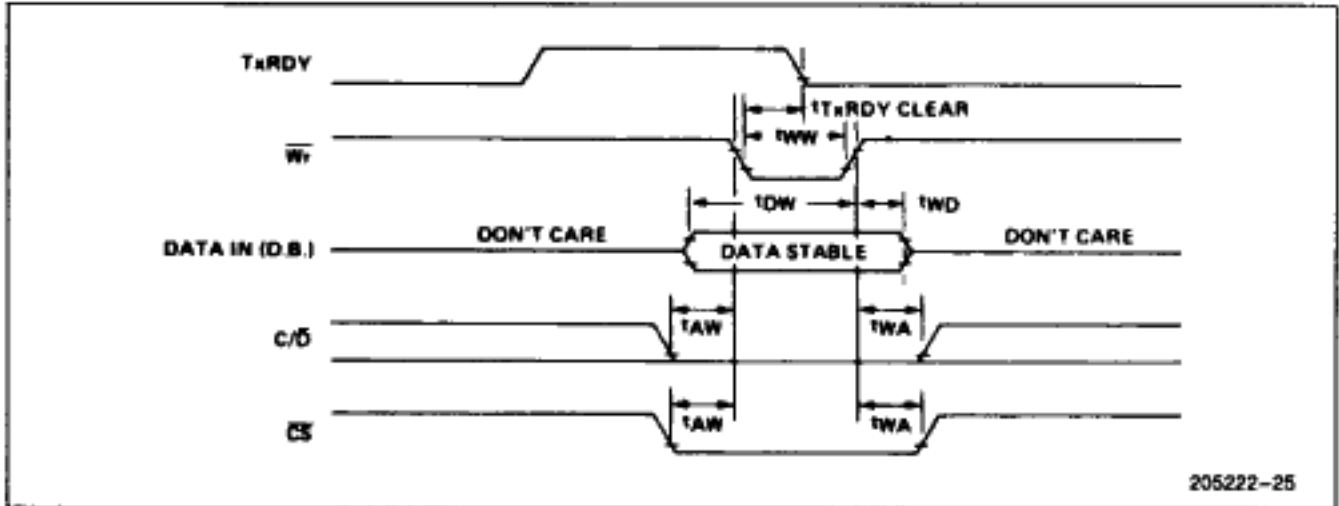 TxRDY
tTxRDY CLEAR
tWW
Wr
tDW
tWD
DATA IN (D.B.)
DON'T CARE
DATA STABLE
DON'T CARE
tAW
tWA
C/D̅
tAW
tWA
CS
205222-25